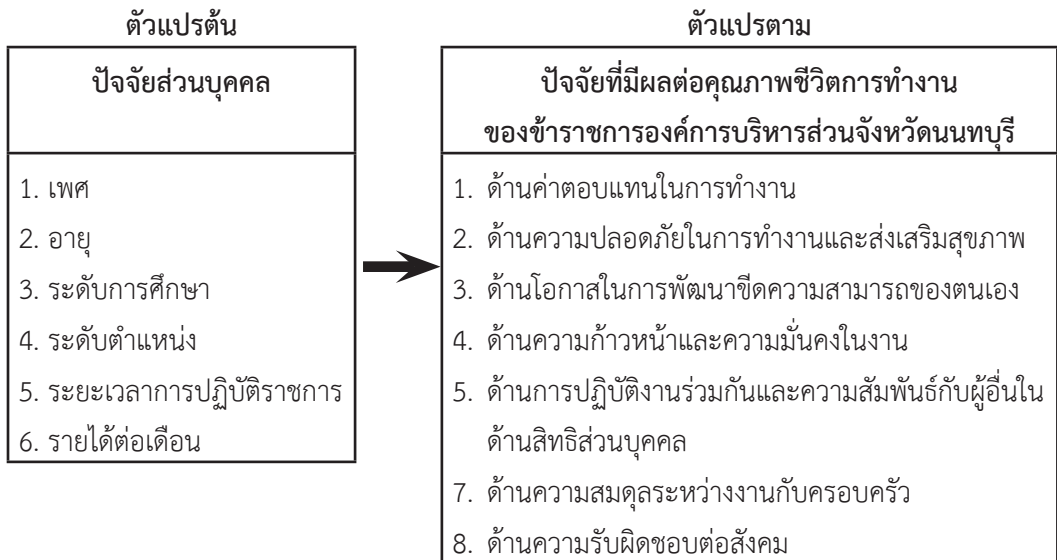 ตัวแปรต้น
ปัจจัยส่วนบุคคล
1. เพศ
2. อายุ
3. ระดับการศึกษา
4. ระดับตำแหน่ง
5. ระยะเวลาการปฏิบัติราชการ
6. รายได้ต่อเดือน
ตัวแปรตาม
ปัจจัยที่มีผลต่อคุณภาพชีวิตการทำงาน
ของข้าราชการองค์การบริหารส่วนจังหวัดนนทบุรี
1. ด้านค่าตอบแทนในการทำงาน
2. ด้านความปลอดภัยในการทำงานและส่งเสริมสุขภาพ
3. ด้านโอกาสในการพัฒนาขีดความสามารถของตนเอง
4. ด้านความก้าวหน้าและความมั่นคงในงาน
5. ด้านการปฏิบัติงานร่วมกันและความสัมพันธ์กับผู้อื่นใน
ด้านสิทธิส่วนบุคคล
7. ด้านความสมดุลระหว่างงานกับครอบครัว
8. ด้านความรับผิดชอบต่อสังคม